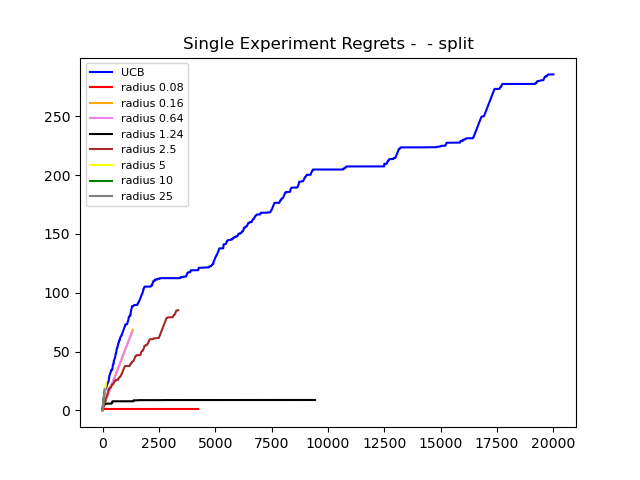 Single Experiment Regrets -  - split
UCB
radius 0.08
radius 0.16
radius 0.64
radius 1.24
radius 2.5
radius 5
radius 10
radius 25
250
200
150
100
50
0
0 2500 5000 7500 10000 12500 15000 17500 20000